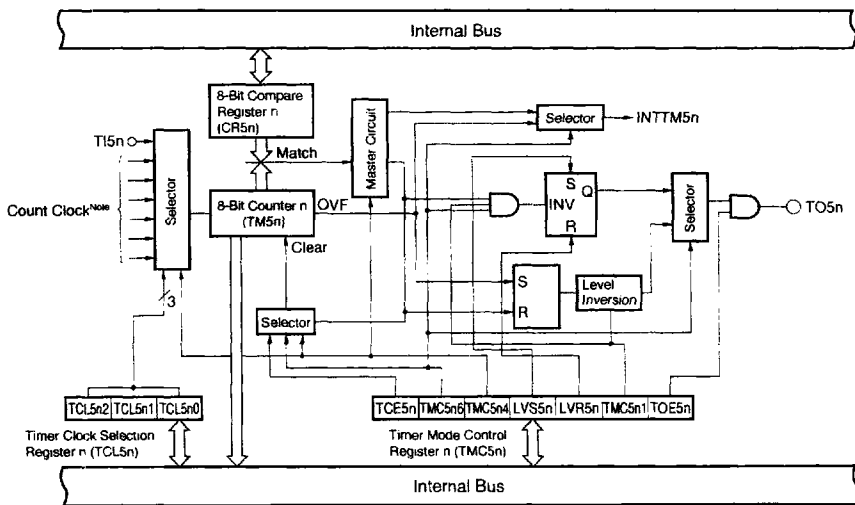 Internal Bus
8-Bit Compare
Register n
(CR5n)
TI5n
Match
Master Circuit
Selector
INTTM5n
Count Clock^Note
Selector
8-Bit Counter n
(TM5n)
OVF
Clear
S
Q
INV
R
Selector
TO5n
3
Selector
S
R
Level
Inversion
TCL5n2 TCL5n1 TCL5n0
TCE5n TMC5n6 TMC5n4 LVS5n LVR5n TMC5n1 TOE5n
Timer Clock Selection
Register n (TCL5n)
Timer Mode Control
Register n (TMC5n)
Internal Bus